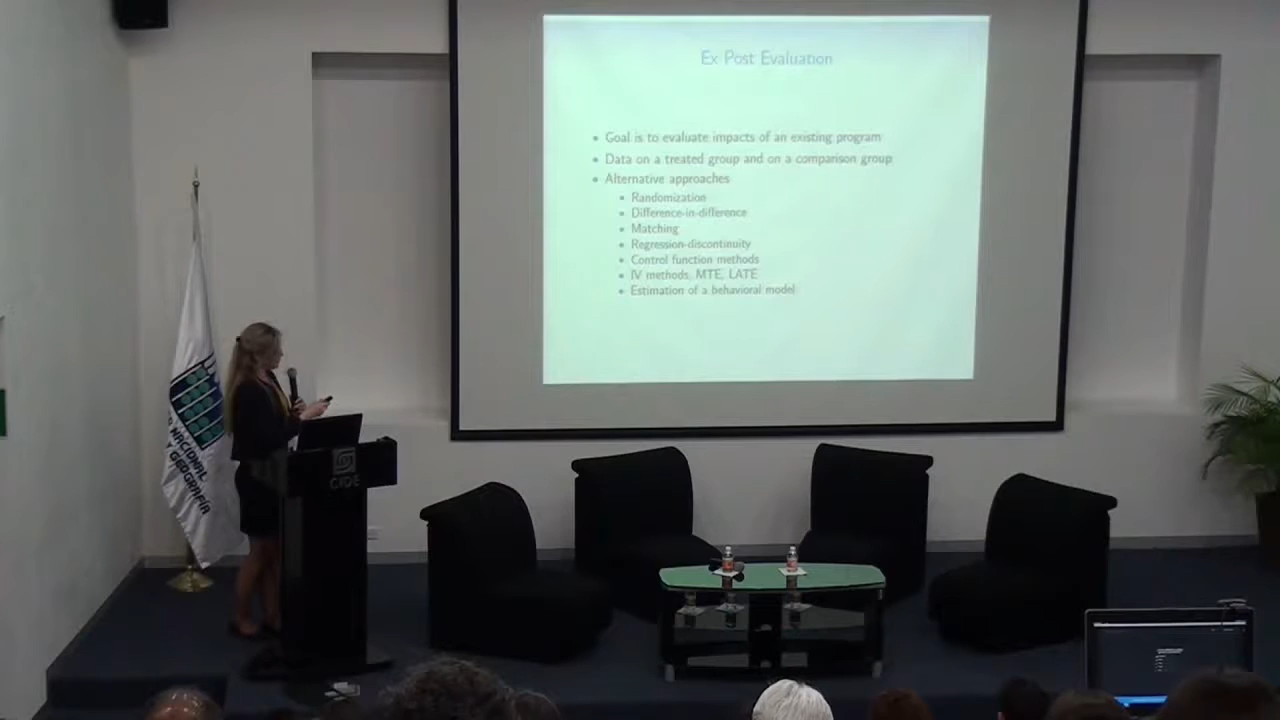 Ex Post Evaluation
Goal is to evaluate impacts of an existing program
Data on a treated group and on a comparison group
Alternative approaches
Randomization
Difference-in-difference
Matching
Regression-discontinuity
Control function methods
IV methods, MTE, LATE
Estimation of a behavioral model
NACIONAL
Y GEOGRAFÍA
CIDE